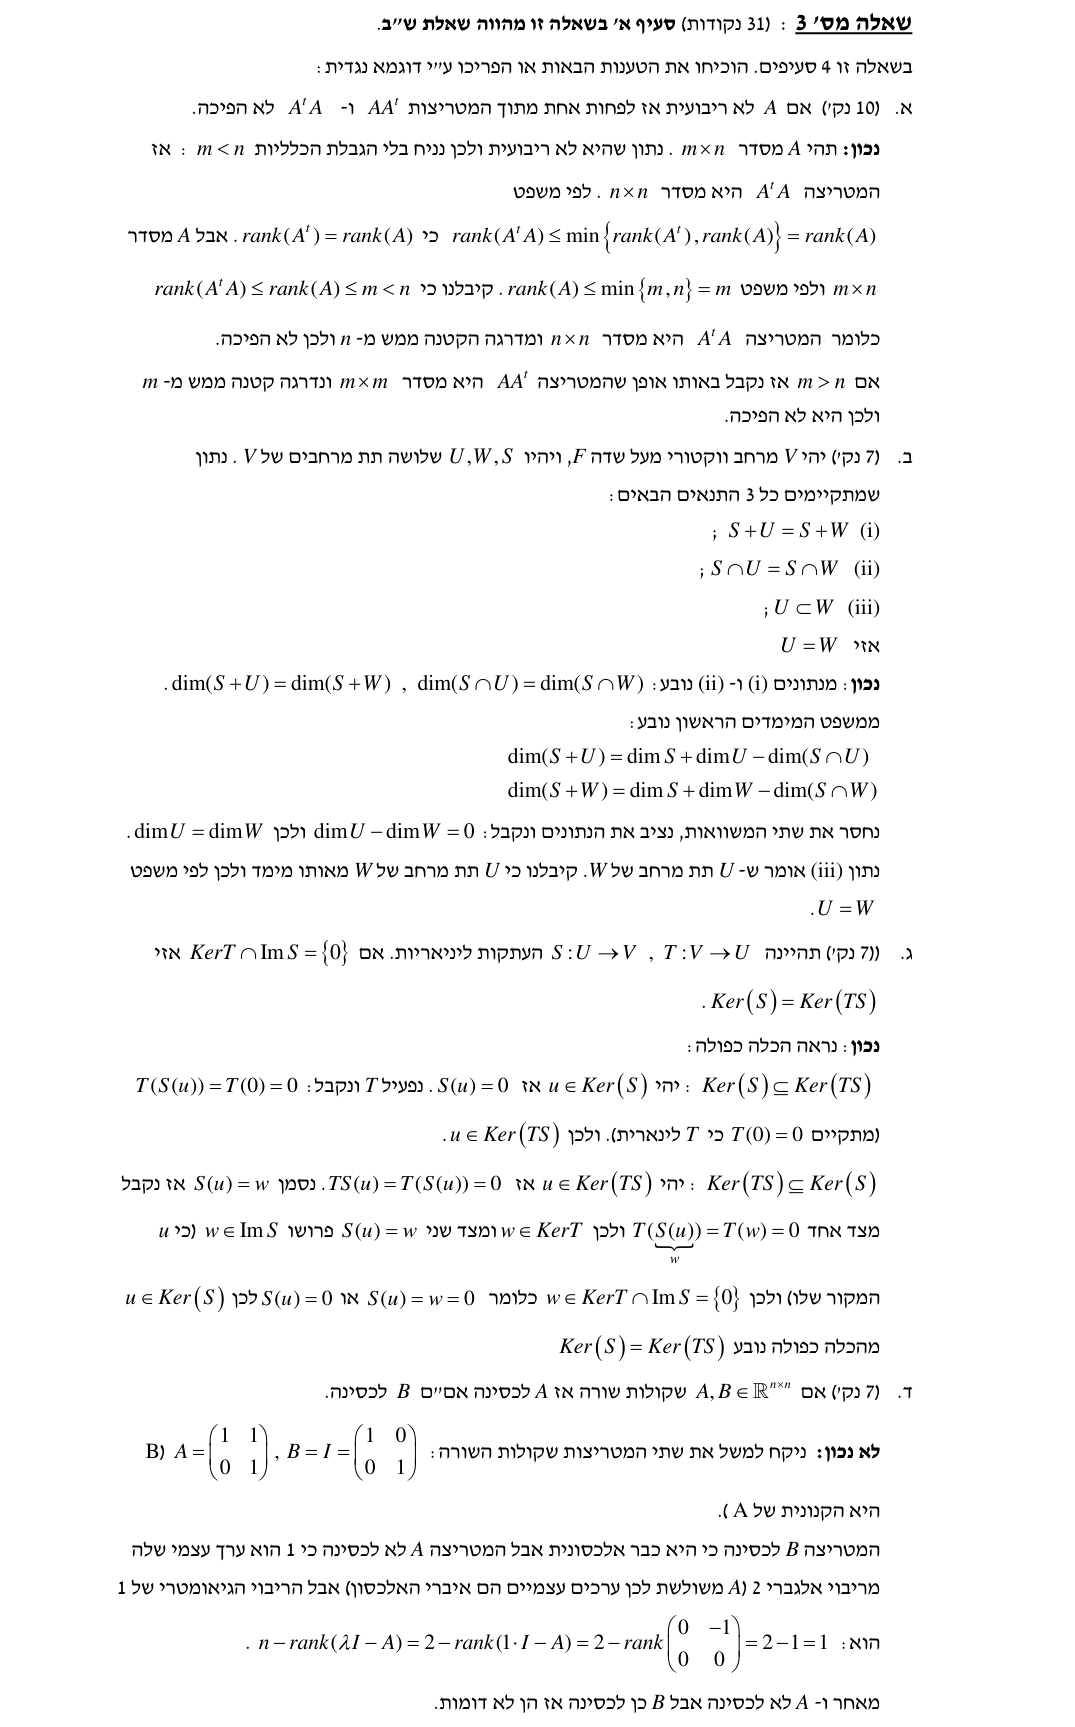 שאלה מס' 3 : (31 נקודות) סעיף א' בשאלה זו מהווה שאלת ש"ב.
בשאלה זו 4 סעיפים. הוכיחו את הטענות הבאות או הפריכו ע"י דוגמא נגדית:
א. (10 נק') אם A לא ריבועית אז לפחות אחת מתוך המטריצות AA^t ו- A^tA לא הפיכה.
נכון: תהי A מסדר m×n . נתון שהיא לא ריבועית ולכן נניח בלי הגבלת הכלליות m<n : אז
המטריצה A^tA היא מסדר n×n . לפי משפט
rank(A^tA) ≤ min{rank(A^t),rank(A)} = rank(A) כי rank(A^t) = rank(A) . אבל A מסדר
m×n ולפי משפט rank(A) ≤ min{m,n} = m . קיבלנו כי rank(A^tA) ≤ rank(A) ≤ m < n
כלומר המטריצה A^tA היא מסדר n×n ומדרגה הקטנה ממש מ- n ולכן לא הפיכה.
אם m>n אז נקבל באותו אופן שהמטריצה AA^t היא מסדר m×m ונדרגה קטנה ממש מ- m
ולכן היא לא הפיכה.
ב. (7 נק') יהי V מרחב ווקטורי מעל שדה F, ויהיו U,W,S שלושה תת מרחבים של V . נתון
שמתקיימים כל 3 התנאים הבאים:
(i) S+U = S+W ;
(ii) S∩U = S∩W ;
(iii) U⊂W ;
אזי U=W
נכון: מנתונים (i) ו- (ii) נובע: dim(S+U) = dim(S+W) , dim(S∩U) = dim(S∩W) .
ממשפט המימדים הראשון נובע:
dim(S+U) = dim S + dim U − dim(S∩U)
dim(S+W) = dim S + dim W − dim(S∩W)
נחסר את שתי המשוואות, נציב את הנתונים ונקבל: dim U − dim W = 0 ולכן dim U = dim W .
נתון (iii) אומר ש- U תת מרחב של W. קיבלנו כי U תת מרחב של W מאותו מימד ולכן לפי משפט
U=W .
ג. ((7 נק') תהיינה S:U→V , T:V→U העתקות ליניאריות. אם KerT∩Im S = {0} אזי
Ker(S) = Ker(TS) .
נכון: נראה הכלה כפולה:
Ker(S) ⊆ Ker(TS) : יהי u∈Ker(S) אז S(u)=0 . נפעיל T ונקבל: T(S(u)) = T(0) = 0
(מתקיים T(0)=0 כי T לינארית). ולכן u∈Ker(TS) .
Ker(TS) ⊆ Ker(S) : יהי u∈Ker(TS) אז TS(u) = T(S(u)) = 0 . נסמן S(u)=w אז נקבל
מצד אחד T(S(u)) = T(w) = 0 ולכן w∈KerT ומצד שני S(u)=w פרושו w∈Im S (כי u
w
המקור שלו) ולכן w∈KerT∩Im S = {0} כלומר S(u)=w=0 או S(u)=0 לכן u∈Ker(S)
מהכלה כפולה נובע Ker(S) = Ker(TS)
ד. (7 נק') אם A,B∈ℝ^{n×n} שקולות שורה אז A לכסינה אם"ם B לכסינה.
לא נכון: ניקח למשל את שתי המטריצות שקולות השורה: A = (1 1; 0 1) , B = I = (1 0; 0 1) (B
היא הקנונית של A ).
המטריצה B לכסינה כי היא כבר אלכסונית אבל המטריצה A לא לכסינה כי 1 הוא ערך עצמי שלה
מריבוי אלגברי 2 (A משולשת לכן ערכים עצמיים הם איברי האלכסון) אבל הריבוי הגיאומטרי של 1
הוא: n − rank(λI − A) = 2 − rank(1·I − A) = 2 − rank(0 −1; 0 0) = 2−1 = 1 .
מאחר ו- A לא לכסינה אבל B כן לכסינה אז הן לא דומות.